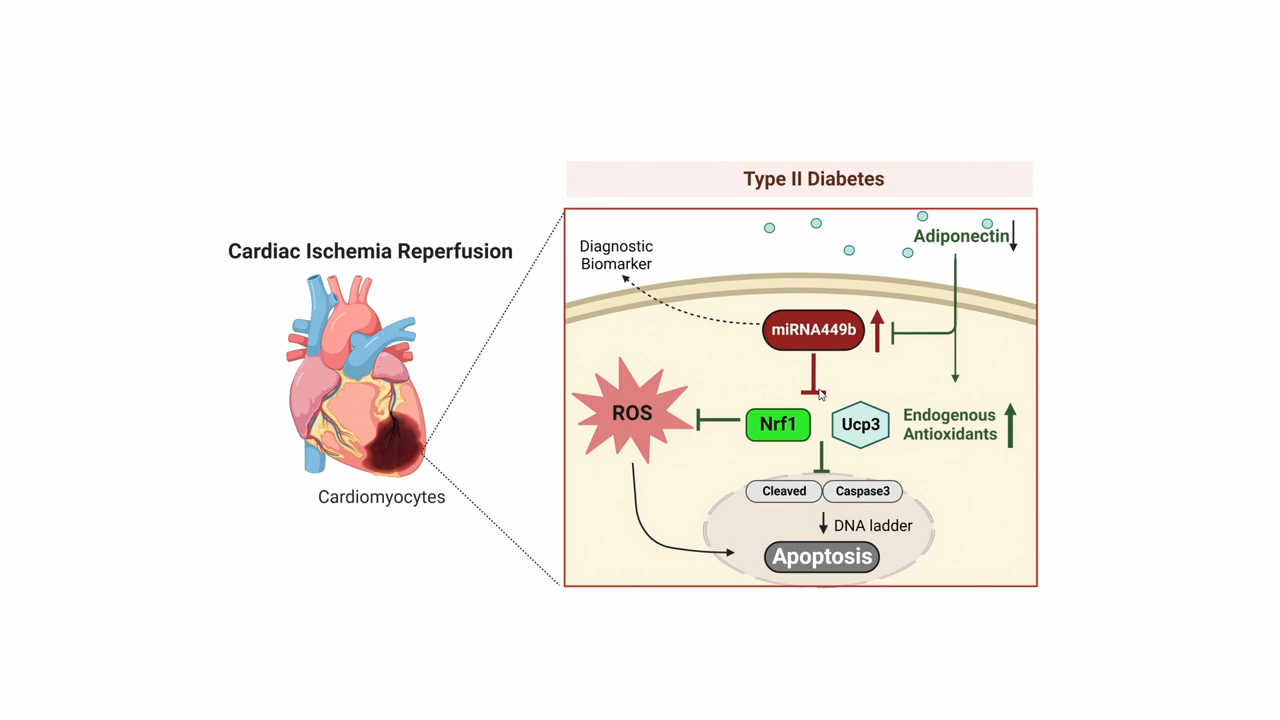 Type II Diabetes
Cardiac Ischemia Reperfusion
Cardiomyocytes
Diagnostic
Biomarker
Adiponectin
miRNA449b
ROS
Nrf1
Ucp3
Endogenous
Antioxidants
Cleaved
Caspase3
DNA ladder
Apoptosis